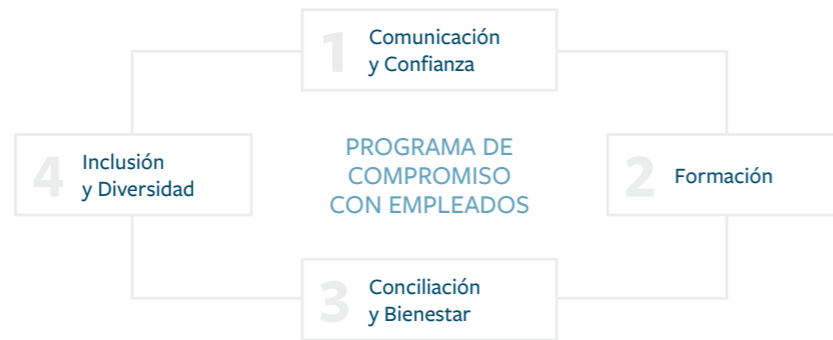 1 Comunicación
y Confianza
4 Inclusión
y Diversidad
PROGRAMA DE
COMPROMISO
CON EMPLEADOS
2 Formación
3 Conciliación
y Bienestar